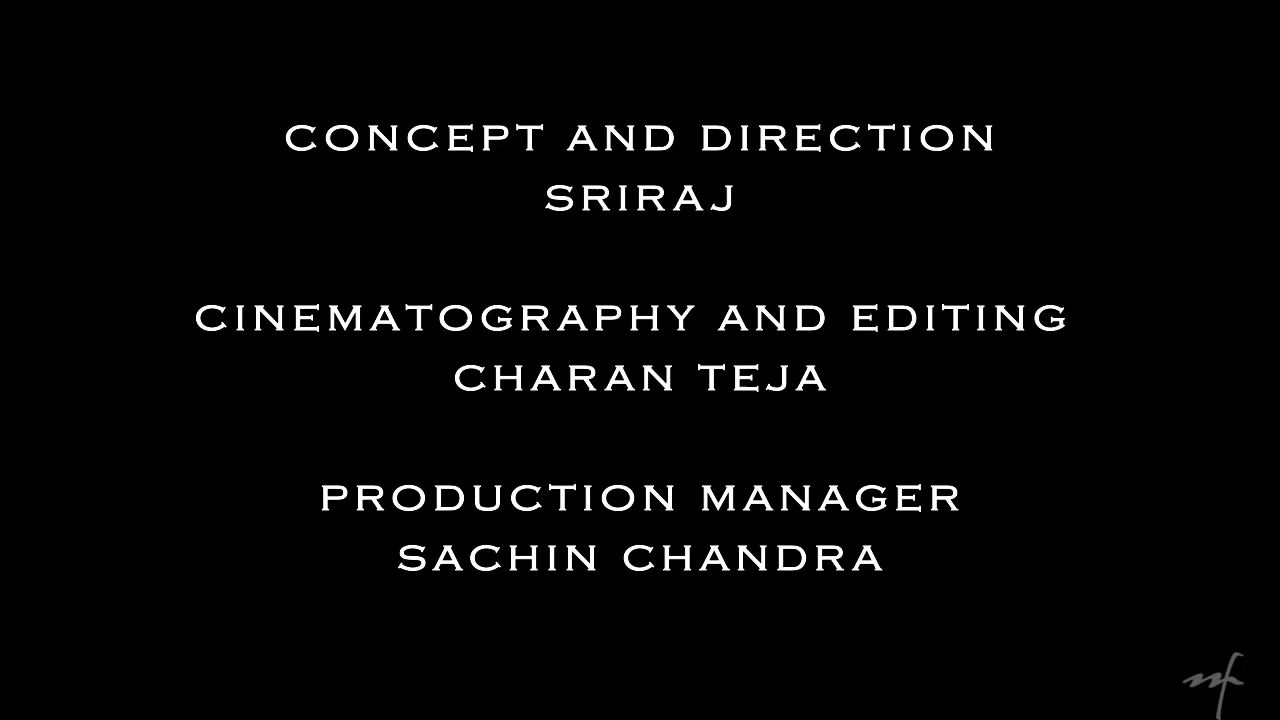 CONCEPT AND DIRECTION
SRIRAJ
CINEMATOGRAPHY AND EDITING
CHARAN TEJA
PRODUCTION MANAGER
SACHIN CHANDRA